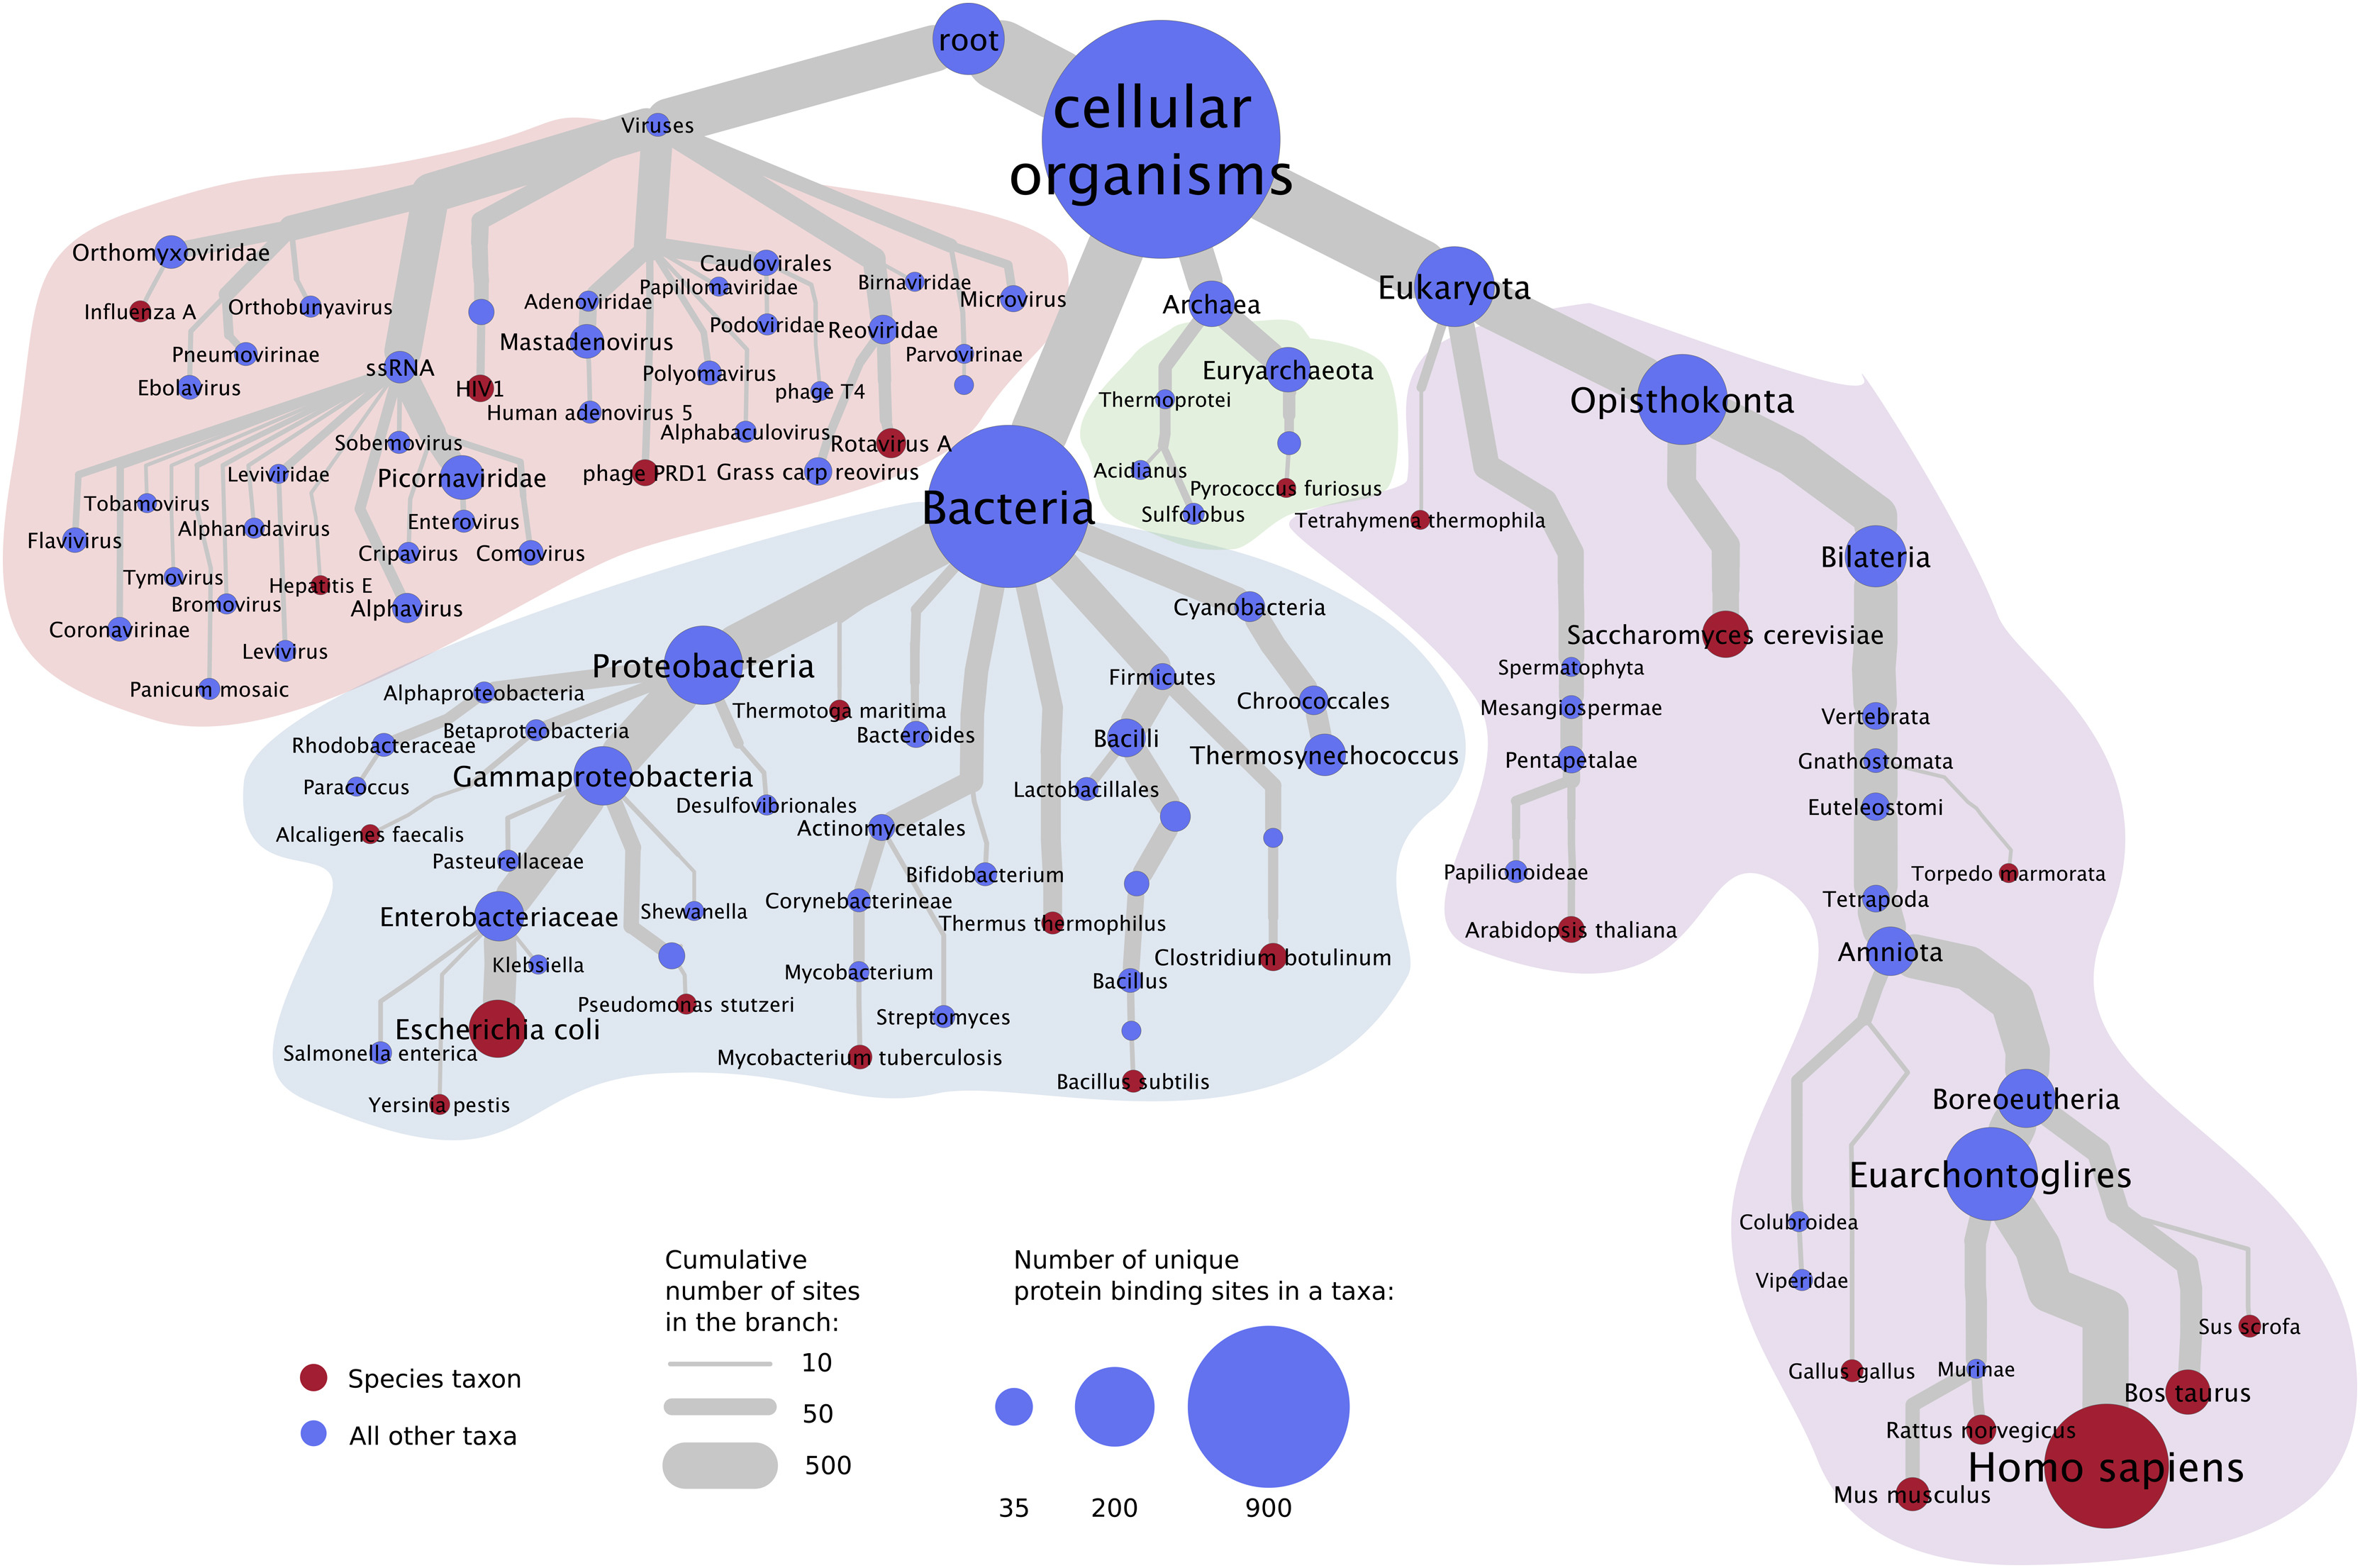 root
cellular
organisms
Viruses
Orthomyxoviridae
Influenza A
Orthobunyavirus
Pneumovirinae
Ebolavirus
ssRNA
HIV1
Adenoviridae
Mastadenovirus
Human adenovirus 5
Caudovirales
Papillomaviridae
Podoviridae
Polyomavirus
phage T4
Alphabaculovirus
phage PRD1
Grass carp reovirus
Reoviridae
Rotavirus A
Birnaviridae
Microvirus
Parvovirinae
Sobemovirus
Picornaviridae
Leviviridae
Tobamovirus
Flavivirus
Alphanodavirus
Enterovirus
Cripavirus
Comovirus
Tymovirus
Hepatitis E
Bromovirus
Alphavirus
Coronavirinae
Levivirus
Panicum mosaic
Archaea
Euryarchaeota
Thermoprotei
Acidianus
Pyrococcus furiosus
Sulfolobus
Eukaryota
Opisthokonta
Tetrahymena thermophila
Bilateria
Saccharomyces cerevisiae
Spermatophyta
Mesangiospermae
Pentapetalae
Papilionoideae
Arabidopsis thaliana
Vertebrata
Gnathostomata
Euteleostomi
Torpedo marmorata
Tetrapoda
Amniota
Boreoeutheria
Euarchontoglires
Colubroidea
Viperidae
Gallus gallus
Murinae
Sus scrofa
Bos taurus
Rattus norvegicus
Homo sapiens
Mus musculus
Bacteria
Proteobacteria
Cyanobacteria
Firmicutes
Chroococcales
Thermosynechococcus
Alphaproteobacteria
Thermotoga maritima
Betaproteobacteria
Bacteroides
Bacilli
Rhodobacteraceae
Gammaproteobacteria
Paracoccus
Lactobacillales
Desulfovibrionales
Actinomycetales
Alcaligenes faecalis
Pasteurellaceae
Bifidobacterium
Corynebacterineae
Enterobacteriaceae
Shewanella
Thermus thermophilus
Clostridium botulinum
Klebsiella
Mycobacterium
Bacillus
Pseudomonas stutzeri
Streptomyces
Escherichia coli
Salmonella enterica
Mycobacterium tuberculosis
Bacillus subtilis
Yersinia pestis
Species taxon
All other taxa
Cumulative
number of sites
in the branch:
10
50
500
Number of unique
protein binding sites in a taxa:
35
200
900